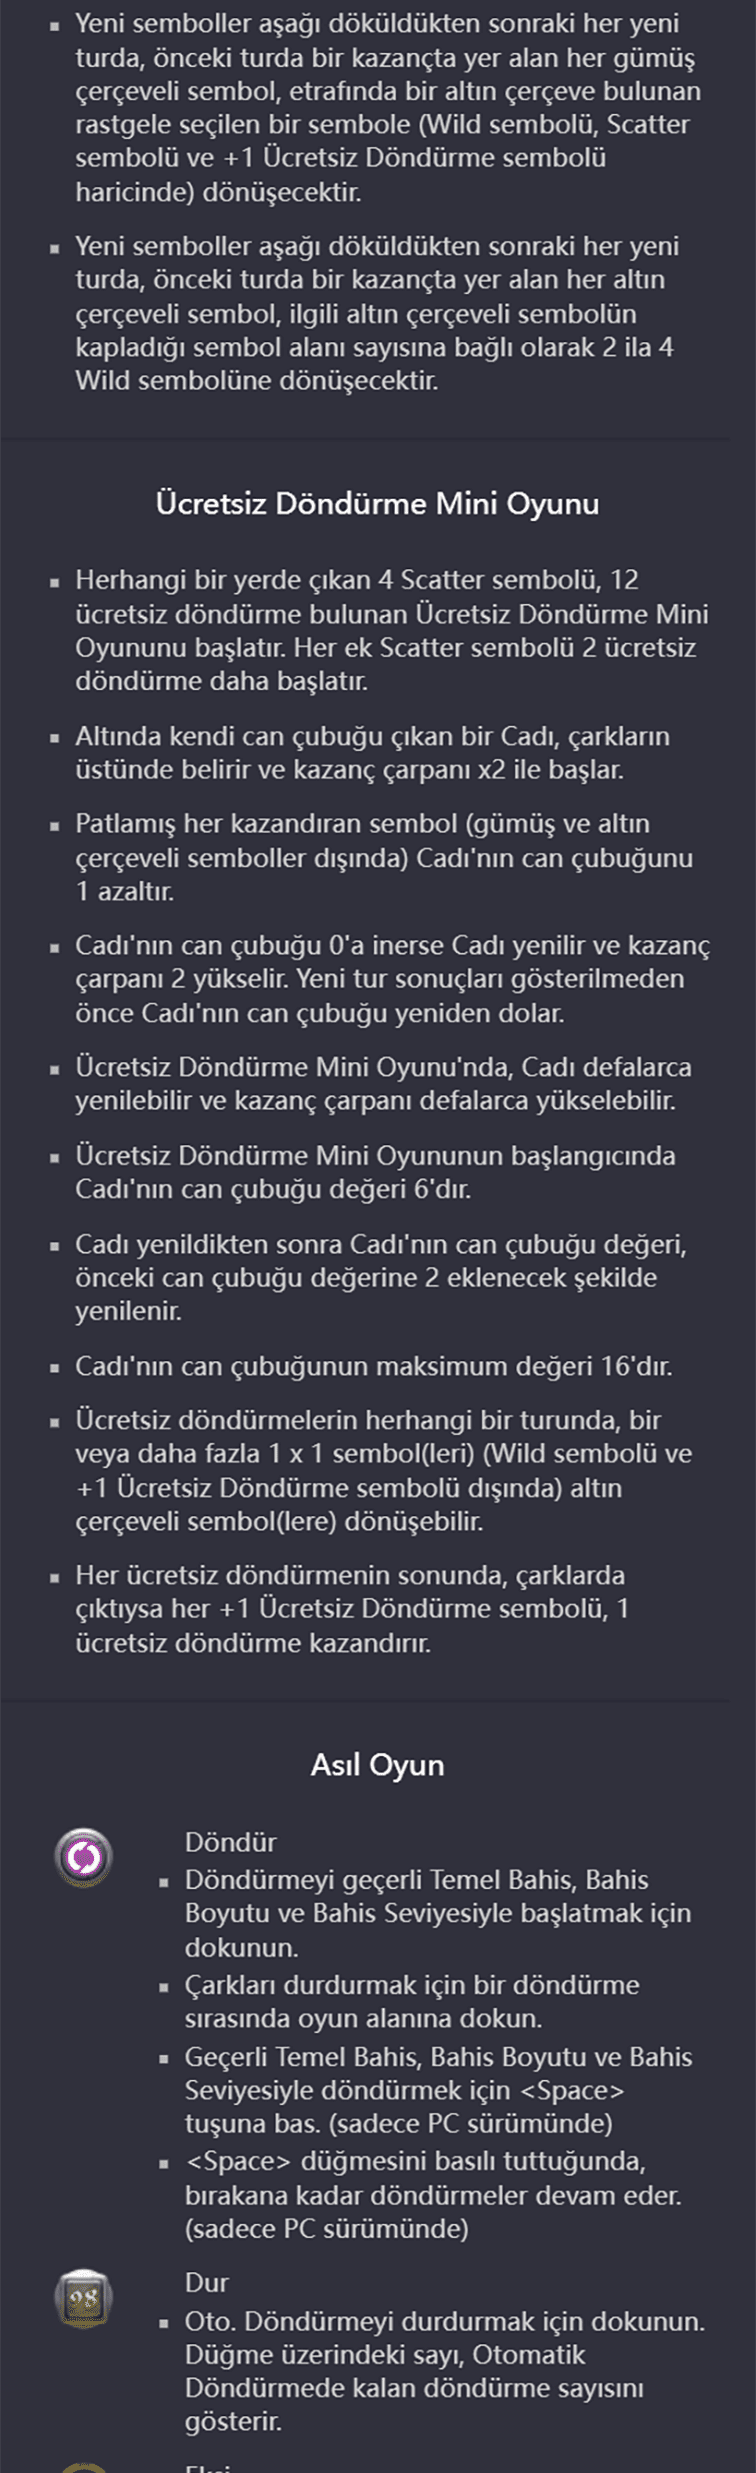 Yeni semboller aşağı döküldükten sonraki her yeni
turda, önceki turda bir kazançta yer alan her gümüş
çerçeveli sembol, etrafında bir altın çerçeve bulunan
rastgele seçilen bir sembole (Wild sembolü, Scatter
sembolü ve +1 Ücretsiz Döndürme sembolü
haricinde) dönüşecektir.
Yeni semboller aşağı döküldükten sonraki her yeni
turda, önceki turda bir kazançta yer alan her altın
çerçeveli sembol, ilgili altın çerçeveli sembolün
kapladığı sembol alanı sayısına bağlı olarak 2 ila 4
Wild sembolüne dönüşecektir.
Ücretsiz Döndürme Mini Oyunu
Herhangi bir yerde çıkan 4 Scatter sembolü, 12
ücretsiz döndürme bulunan Ücretsiz Döndürme Mini
Oyununu başlatır. Her ek Scatter sembolü 2 ücretsiz
döndürme daha başlatır.
Altında kendi can çubuğu çıkan bir Cadı, çarkların
üstünde belirir ve kazanç çarpanı x2 ile başlar.
Patlamış her kazandıran sembol (gümüş ve altın
çerçeveli semboller dışında) Cadı'nın can çubuğunu
1 azaltır.
Cadı'nın can çubuğu 0'a inerse Cadı yenilir ve kazanç
çarpanı 2 yükselir. Yeni tur sonuçları gösterilmeden
önce Cadı'nın can çubuğu yeniden dolar.
Ücretsiz Döndürme Mini Oyunu'nda, Cadı defalarca
yenilebilir ve kazanç çarpanı defalarca yükselebilir.
Ücretsiz Döndürme Mini Oyununun başlangıcında
Cadı'nın can çubuğu değeri 6'dır.
Cadı yenildikten sonra Cadı'nın can çubuğu değeri,
önceki can çubuğu değerine 2 eklenecek şekilde
yenilenir.
Cadı'nın can çubuğunun maksimum değeri 16'dır.
Ücretsiz döndürmelerin herhangi bir turunda, bir
veya daha fazla 1 x 1 sembol(leri) (Wild sembolü ve
+1 Ücretsiz Döndürme sembolü dışında) altın
çerçeveli sembol(lere) dönüşebilir.
Her ücretsiz döndürmenin sonunda, çarklarda
çıktıysa her +1 Ücretsiz Döndürme sembolü, 1
ücretsiz döndürme kazandırır.
Asıl Oyun
Döndür
Döndürmeyi geçerli Temel Bahis, Bahis
Boyutu ve Bahis Seviyesiyle başlatmak için
dokunun.
Çarkları durdurmak için bir döndürme
sırasında oyun alanına dokun.
Geçerli Temel Bahis, Bahis Boyutu ve Bahis
Seviyesiyle döndürmek için <Space>
tuşuna bas. (sadece PC sürümünde)
<Space> düğmesini basılı tuttuğunda,
bırakana kadar döndürmeler devam eder.
(sadece PC sürümünde)
98
Dur
Oto. Döndürmeyi durdurmak için dokunun.
Düğme üzerindeki sayı, Otomatik
Döndürmede kalan döndürme sayısını
gösterir.